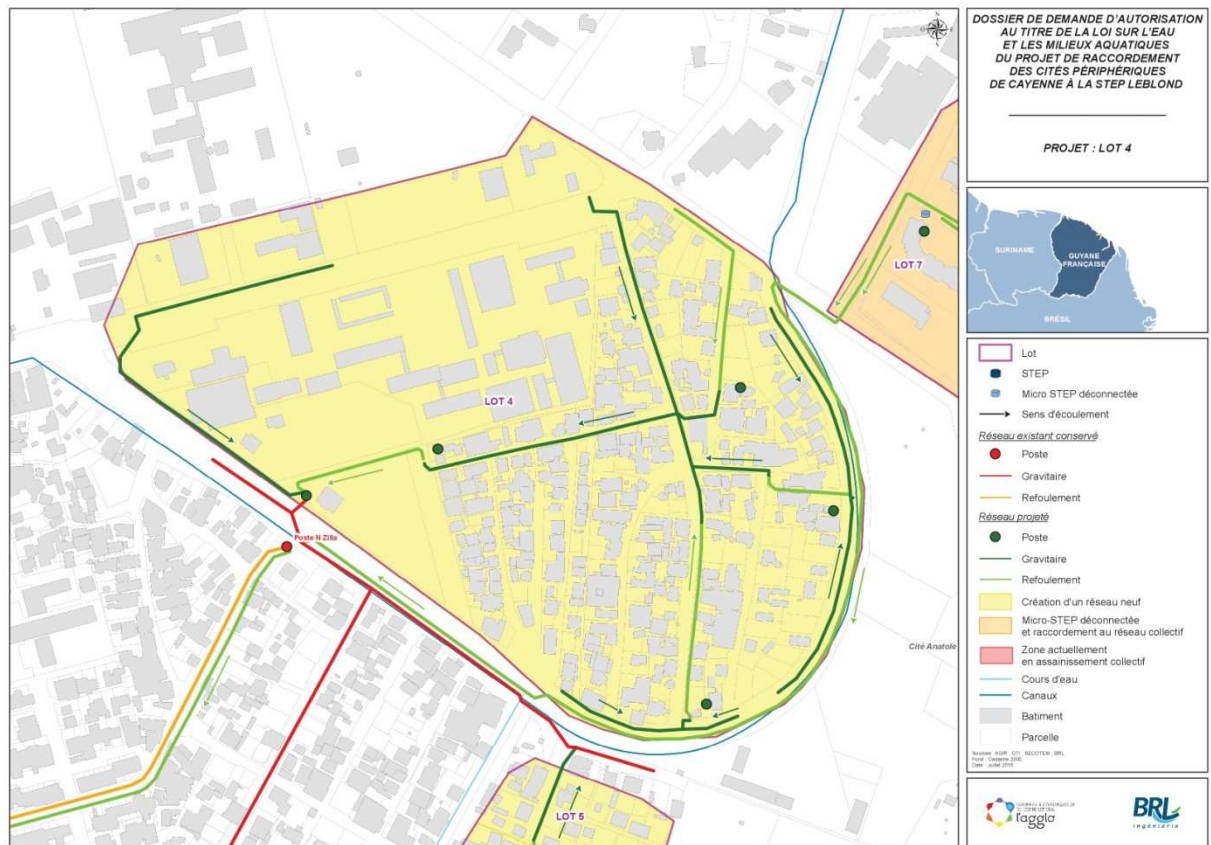 N
DOSSIER DE DEMANDE D'AUTORISATION
AU TITRE DE LA LOI SUR L'EAU
ET LES MILIEUX AQUATIQUES
DU PROJET DE RACCORDEMENT
DES CITÉS PÉRIPHÉRIQUES
DE CAYENNE À LA STEP LEBLOND
PROJET : LOT 4
SURINAME
GUYANE
FRANÇAISE
BRÉSIL
LOT 7
LOT 4
Poste N Zilla
Cité Anatole
LOT 5
Lot
STEP
Micro STEP déconnectée
Sens d'écoulement
Réseau existant conservé
Poste
Gravitaire
Refoulement
Réseau projeté
Poste
Gravitaire
Refoulement
Création d'un réseau neuf
Micro-STEP déconnectée
et raccordement au réseau collectif
Zone actuellement
en assainissement collectif
Cours d'eau
Canaux
Batiment
Parcelle
l'agglo
BRL
ingénierie